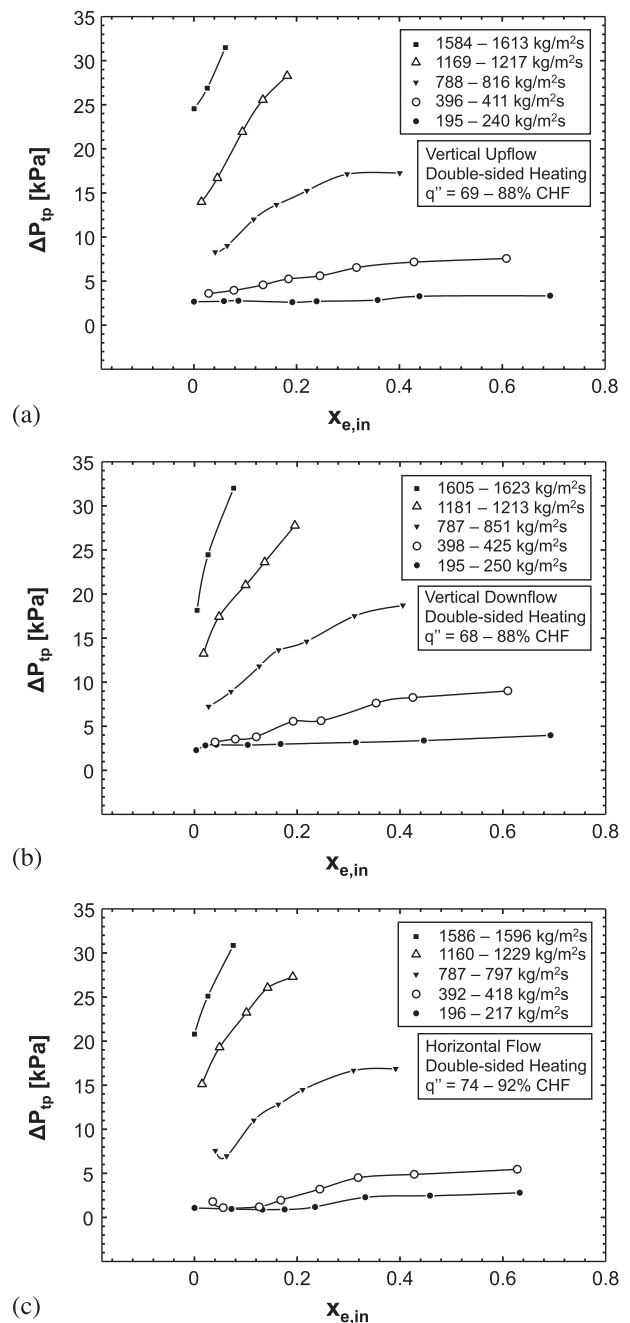 35
30
25
20
15
10
5
0
ΔP_tp [kPa]
1584 – 1613 kg/m²s
1169 – 1217 kg/m²s
788 – 816 kg/m²s
396 – 411 kg/m²s
195 – 240 kg/m²s
Vertical Upflow
Double-sided Heating
q" = 69 – 88% CHF
0 0.2 0.4 0.6 0.8
(a)
x_e,in
35
30
25
20
15
10
5
0
ΔP_tp [kPa]
1605 – 1623 kg/m²s
1181 – 1213 kg/m²s
787 – 851 kg/m²s
398 – 425 kg/m²s
195 – 250 kg/m²s
Vertical Downflow
Double-sided Heating
q" = 68 – 88% CHF
0 0.2 0.4 0.6 0.8
(b)
x_e,in
35
30
25
20
15
10
5
0
ΔP_tp [kPa]
1586 – 1596 kg/m²s
1160 – 1229 kg/m²s
787 – 797 kg/m²s
392 – 418 kg/m²s
196 – 217 kg/m²s
Horizontal Flow
Double-sided Heating
q" = 74 – 92% CHF
0 0.2 0.4 0.6 0.8
(c)
x_e,in